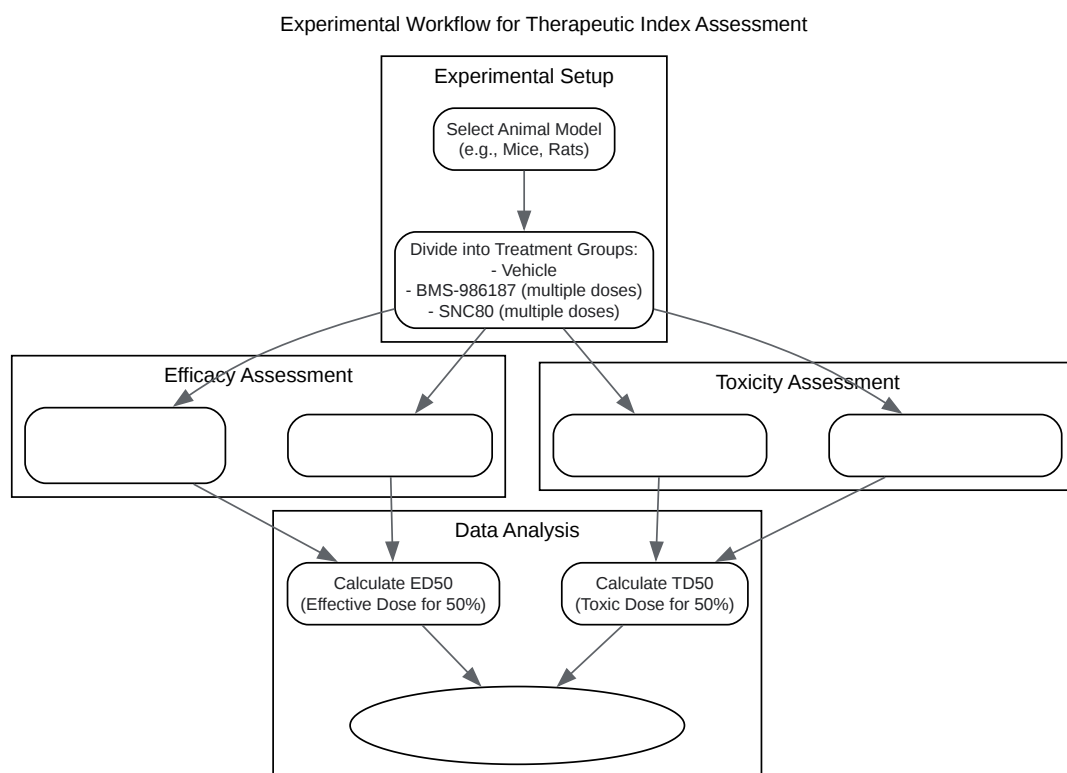 Experimental Workflow for Therapeutic Index Assessment
Experimental Setup
Select Animal Model
(e.g., Mice, Rats)
Divide into Treatment Groups:
- Vehicle
- BMS-986187 (multiple doses)
- SNC80 (multiple doses)
Efficacy Assessment
Toxicity Assessment
Data Analysis
Calculate ED50
(Effective Dose for 50%)
Calculate TD50
(Toxic Dose for 50%)